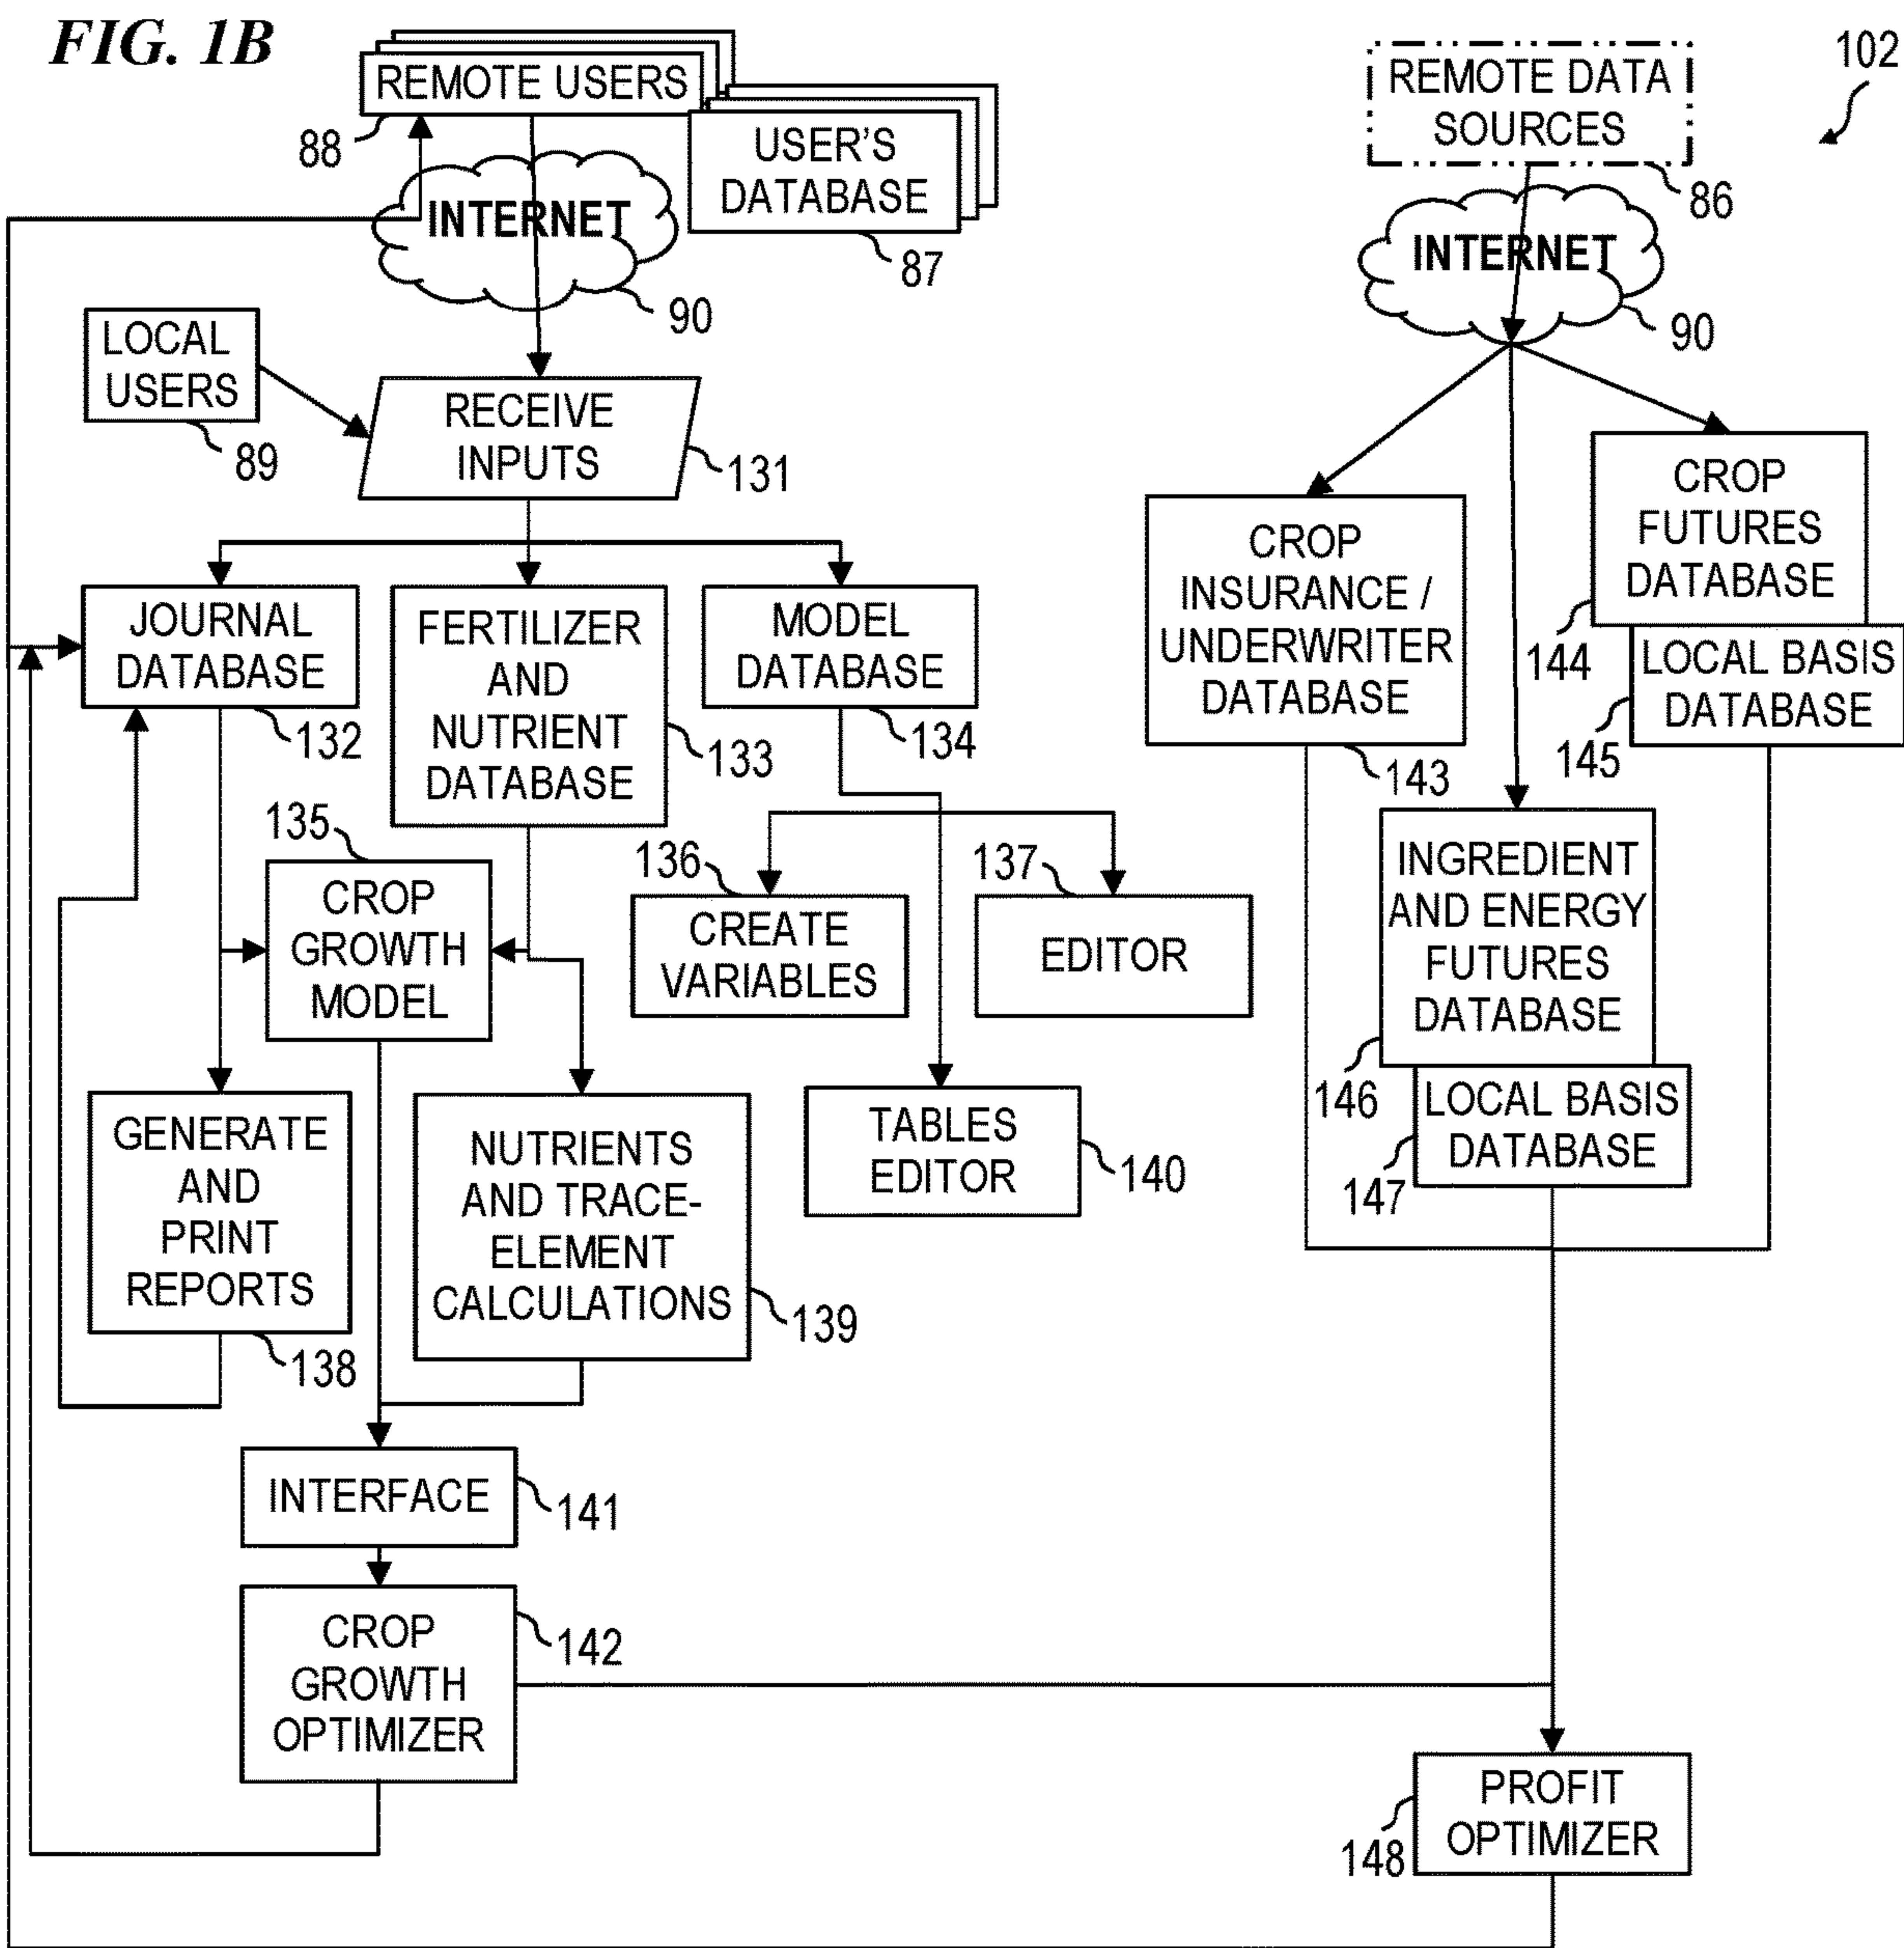 FIG. 1B
REMOTE USERS
88
USER'S
DATABASE
87
INTERNET
90
REMOTE DATA
SOURCES
86
102
INTERNET
90
LOCAL
USERS
89
RECEIVE
INPUTS
131
JOURNAL
DATABASE
132
FERTILIZER
AND
NUTRIENT
DATABASE
133
MODEL
DATABASE
134
CROP
INSURANCE /
UNDERWRITER
DATABASE
143
CROP
FUTURES
DATABASE
144
LOCAL BASIS
DATABASE
145
135
CROP
GROWTH
MODEL
136
CREATE
VARIABLES
137
EDITOR
INGREDIENT
AND ENERGY
FUTURES
DATABASE
146
LOCAL BASIS
DATABASE
147
GENERATE
AND
PRINT
REPORTS
138
NUTRIENTS
AND TRACE-
ELEMENT
CALCULATIONS
139
TABLES
EDITOR
140
INTERFACE
141
CROP
GROWTH
OPTIMIZER
142
PROFIT
OPTIMIZER
148